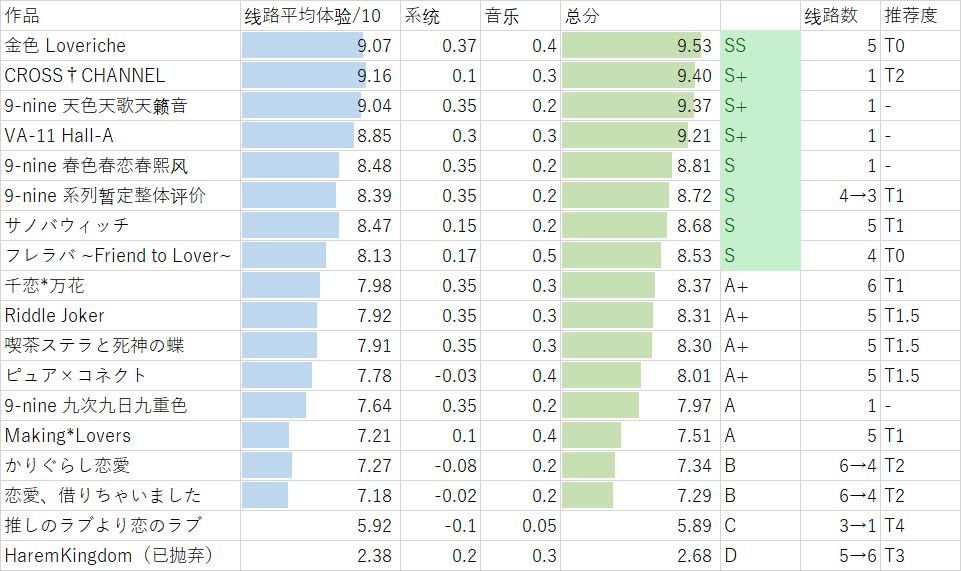 作品 线路平均体验/10 系统 音乐 总分 线路数 推荐度
金色 Loveriche 9.07 0.37 0.4 9.53 SS 5 T0
CROSS†CHANNEL 9.16 0.1 0.3 9.40 S+ 1 T2
9-nine 天色天歌天籁音 9.04 0.35 0.2 9.37 S+ 1 -
VA-11 Hall-A 8.85 0.3 0.3 9.21 S+ 1 -
9-nine 春色春恋春熙风 8.48 0.35 0.2 8.81 S 1 -
9-nine 系列暂定整体评价 8.39 0.35 0.2 8.72 S 4→3 T1
サノバウィッチ 8.47 0.15 0.2 8.68 S 5 T1
フレラバ ~Friend to Lover~ 8.13 0.17 0.5 8.53 S 4 T0
千恋*万花 7.98 0.35 0.3 8.37 A+ 6 T1
Riddle Joker 7.92 0.35 0.3 8.31 A+ 5 T1.5
喫茶ステラと死神の蝶 7.91 0.35 0.3 8.30 A+ 5 T1.5
ピュア×コネクト 7.78 -0.03 0.4 8.01 A+ 5 T1.5
9-nine 九次九日九重色 7.64 0.35 0.2 7.97 A 1 -
Making*Lovers 7.21 0.1 0.4 7.51 A 5 T1
かりぐらし恋愛 7.27 -0.08 0.2 7.34 B 6→4 T2
恋愛、借りちゃいました 7.18 -0.02 0.2 7.29 B 6→4 T2
推しのラブより恋のラブ 5.92 -0.1 0.05 5.89 C 3→1 T4
HaremKingdom（已抛弃） 2.38 0.2 0.3 2.68 D 5→6 T3